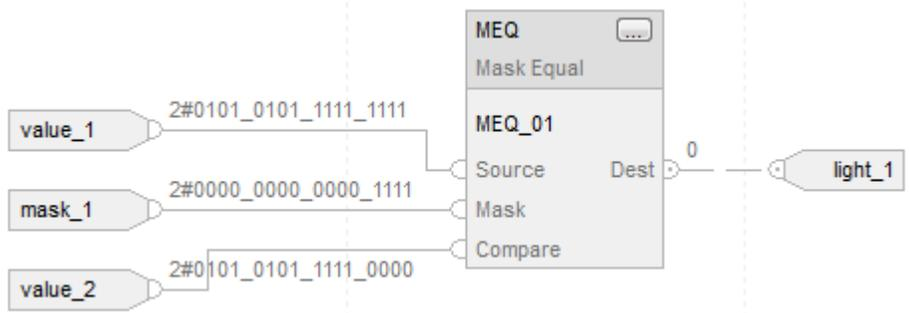 MEQ ...
Mask Equal
2#0101_0101_1111_1111
value_1
MEQ_01
0
Source Dest light_1
2#0000_0000_0000_1111
mask_1 Mask
Compare
2#0101_0101_1111_0000
value_2